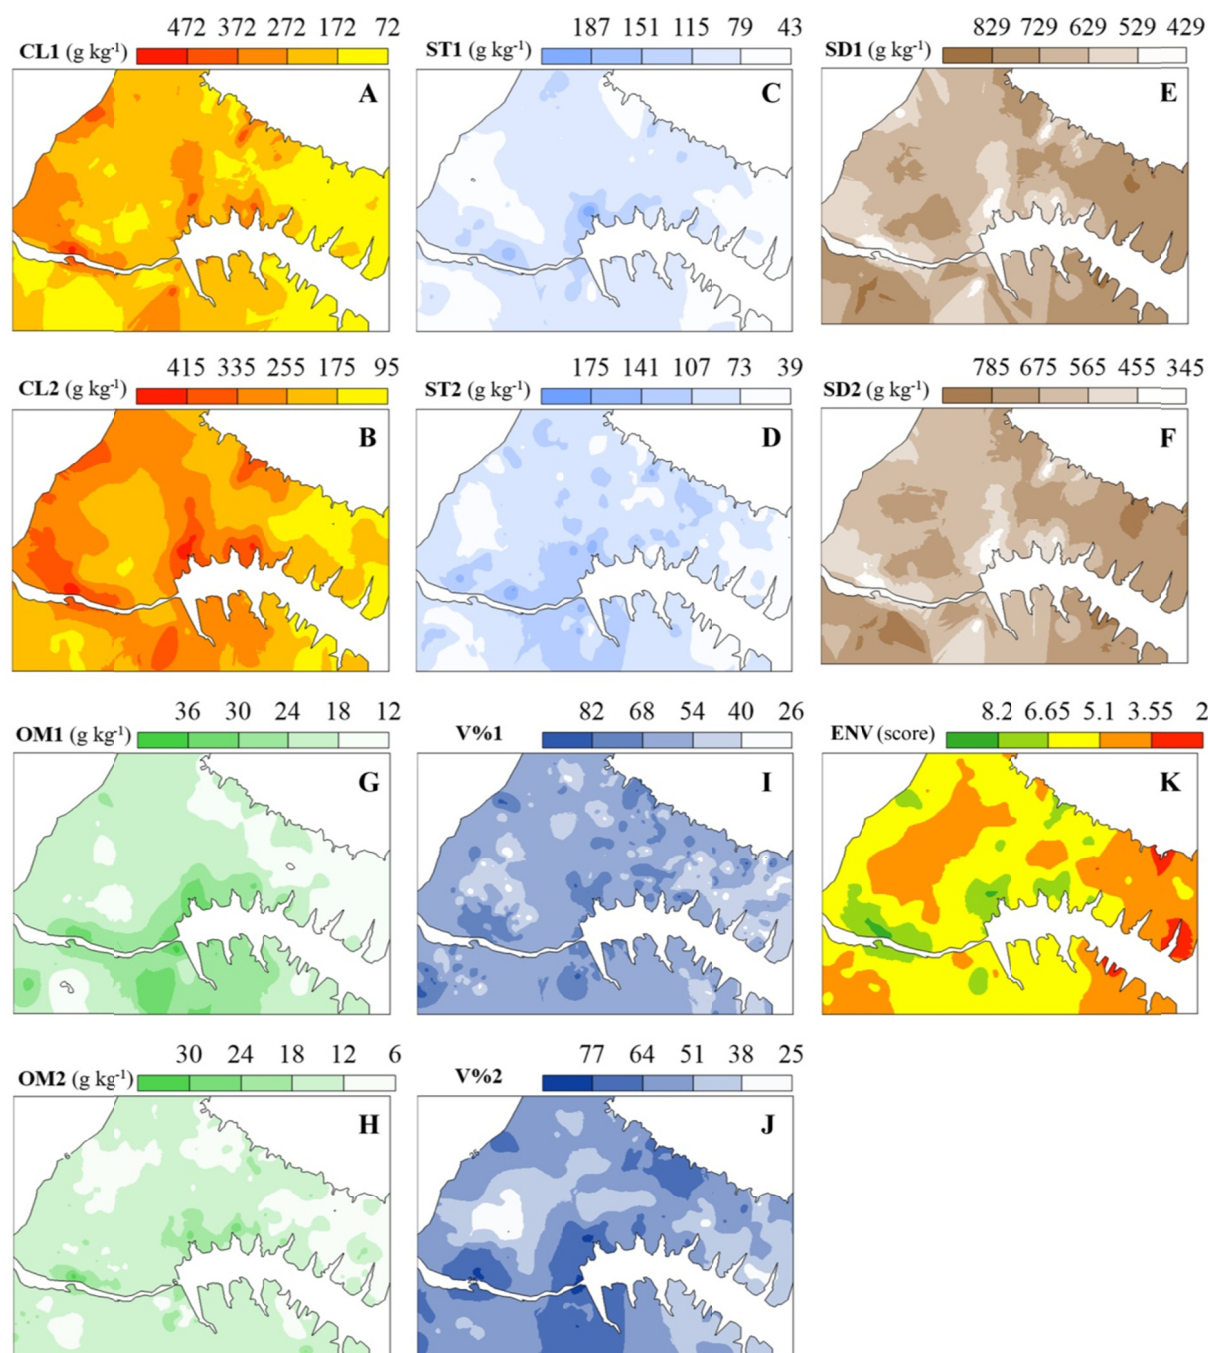 472 372 272 172 72
CL1 (g kg-1)
A
187 151 115 79 43
ST1 (g kg-1)
C
829 729 629 529 429
SD1 (g kg-1)
E
415 335 255 175 95
CL2 (g kg-1)
B
175 141 107 73 39
ST2 (g kg-1)
D
785 675 565 455 345
SD2 (g kg-1)
F
36 30 24 18 12
OM1 (g kg-1)
G
82 68 54 40 26
V%1
I
8.2 6.65 5.1 3.55 2
ENV (score)
K
30 24 18 12 6
OM2 (g kg-1)
H
77 64 51 38 25
V%2
J